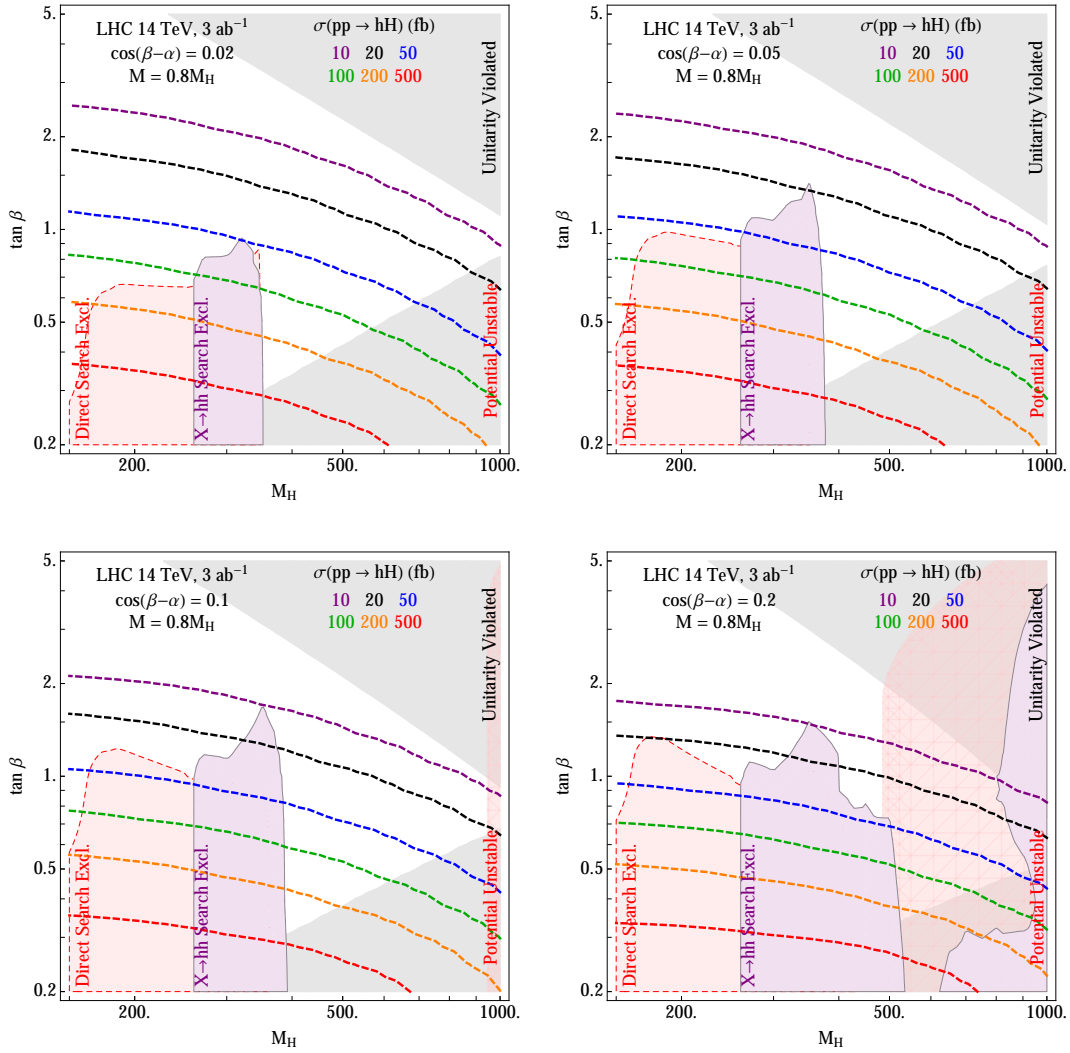 LHC 14 TeV, 3 ab⁻¹
cos(β−α) = 0.02
M = 0.8M_H
σ(pp → hH) (fb)
10 20 50
100 200 500
Unitarity Violated
Potential Unstable
Direct Search Excl.
X→hh Search Excl.
tan β
5.
2.
1.
0.5
0.2
200. 500. 1000.
M_H
LHC 14 TeV, 3 ab⁻¹
cos(β−α) = 0.05
M = 0.8M_H
σ(pp → hH) (fb)
10 20 50
100 200 500
Unitarity Violated
Potential Unstable
Direct Search Excl.
X→hh Search Excl.
tan β
5.
2.
1.
0.5
0.2
200. 500. 1000.
M_H
LHC 14 TeV, 3 ab⁻¹
cos(β−α) = 0.1
M = 0.8M_H
σ(pp → hH) (fb)
10 20 50
100 200 500
Unitarity Violated
Potential Unstable
Direct Search Excl.
X→hh Search Excl.
tan β
5.
2.
1.
0.5
0.2
200. 500. 1000.
M_H
LHC 14 TeV, 3 ab⁻¹
cos(β−α) = 0.2
M = 0.8M_H
σ(pp → hH) (fb)
10 20 50
100 200 500
Unitarity Violated
Potential Unstable
Direct Search Excl.
X→hh Search Excl.
tan β
5.
2.
1.
0.5
0.2
200. 500. 1000.
M_H